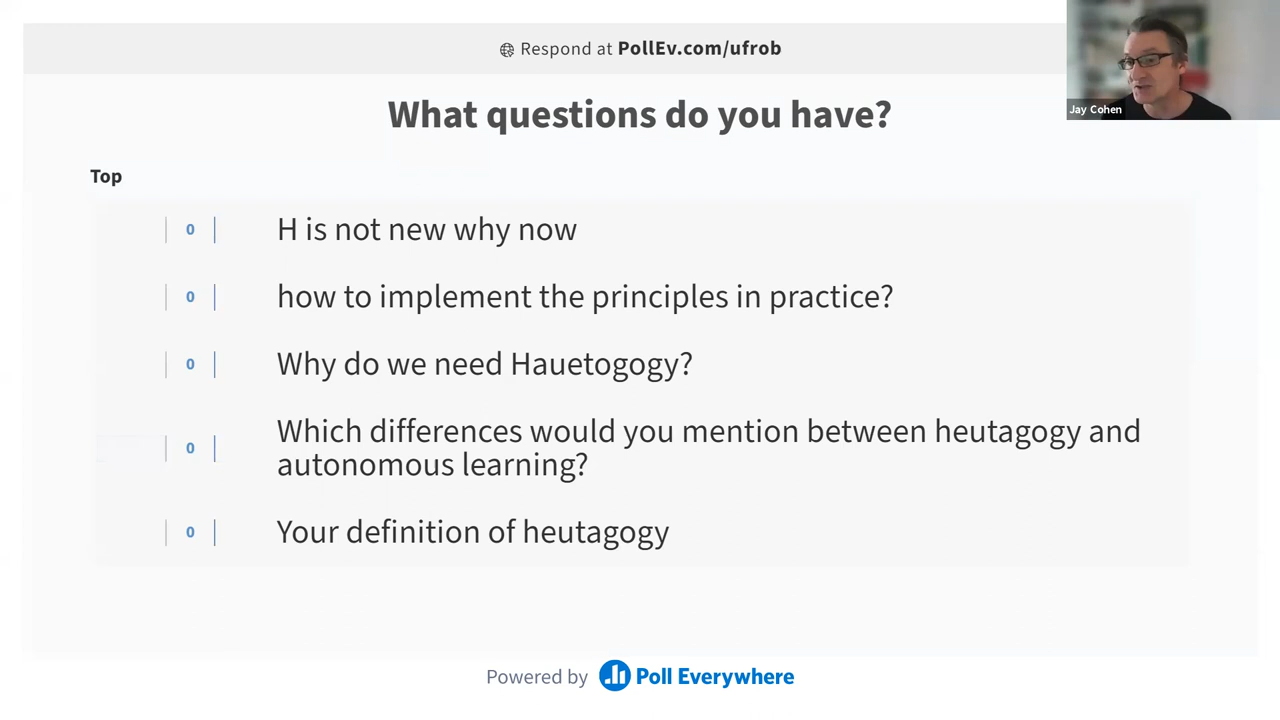 Respond at PollEv.com/ufrob
Jay Cohen
What questions do you have?
Top
0 H is not new why now
0 how to implement the principles in practice?
0 Why do we need Hauetogogy?
0 Which differences would you mention between heutagogy and
autonomous learning?
0 Your definition of heutagogy
Powered by Poll Everywhere